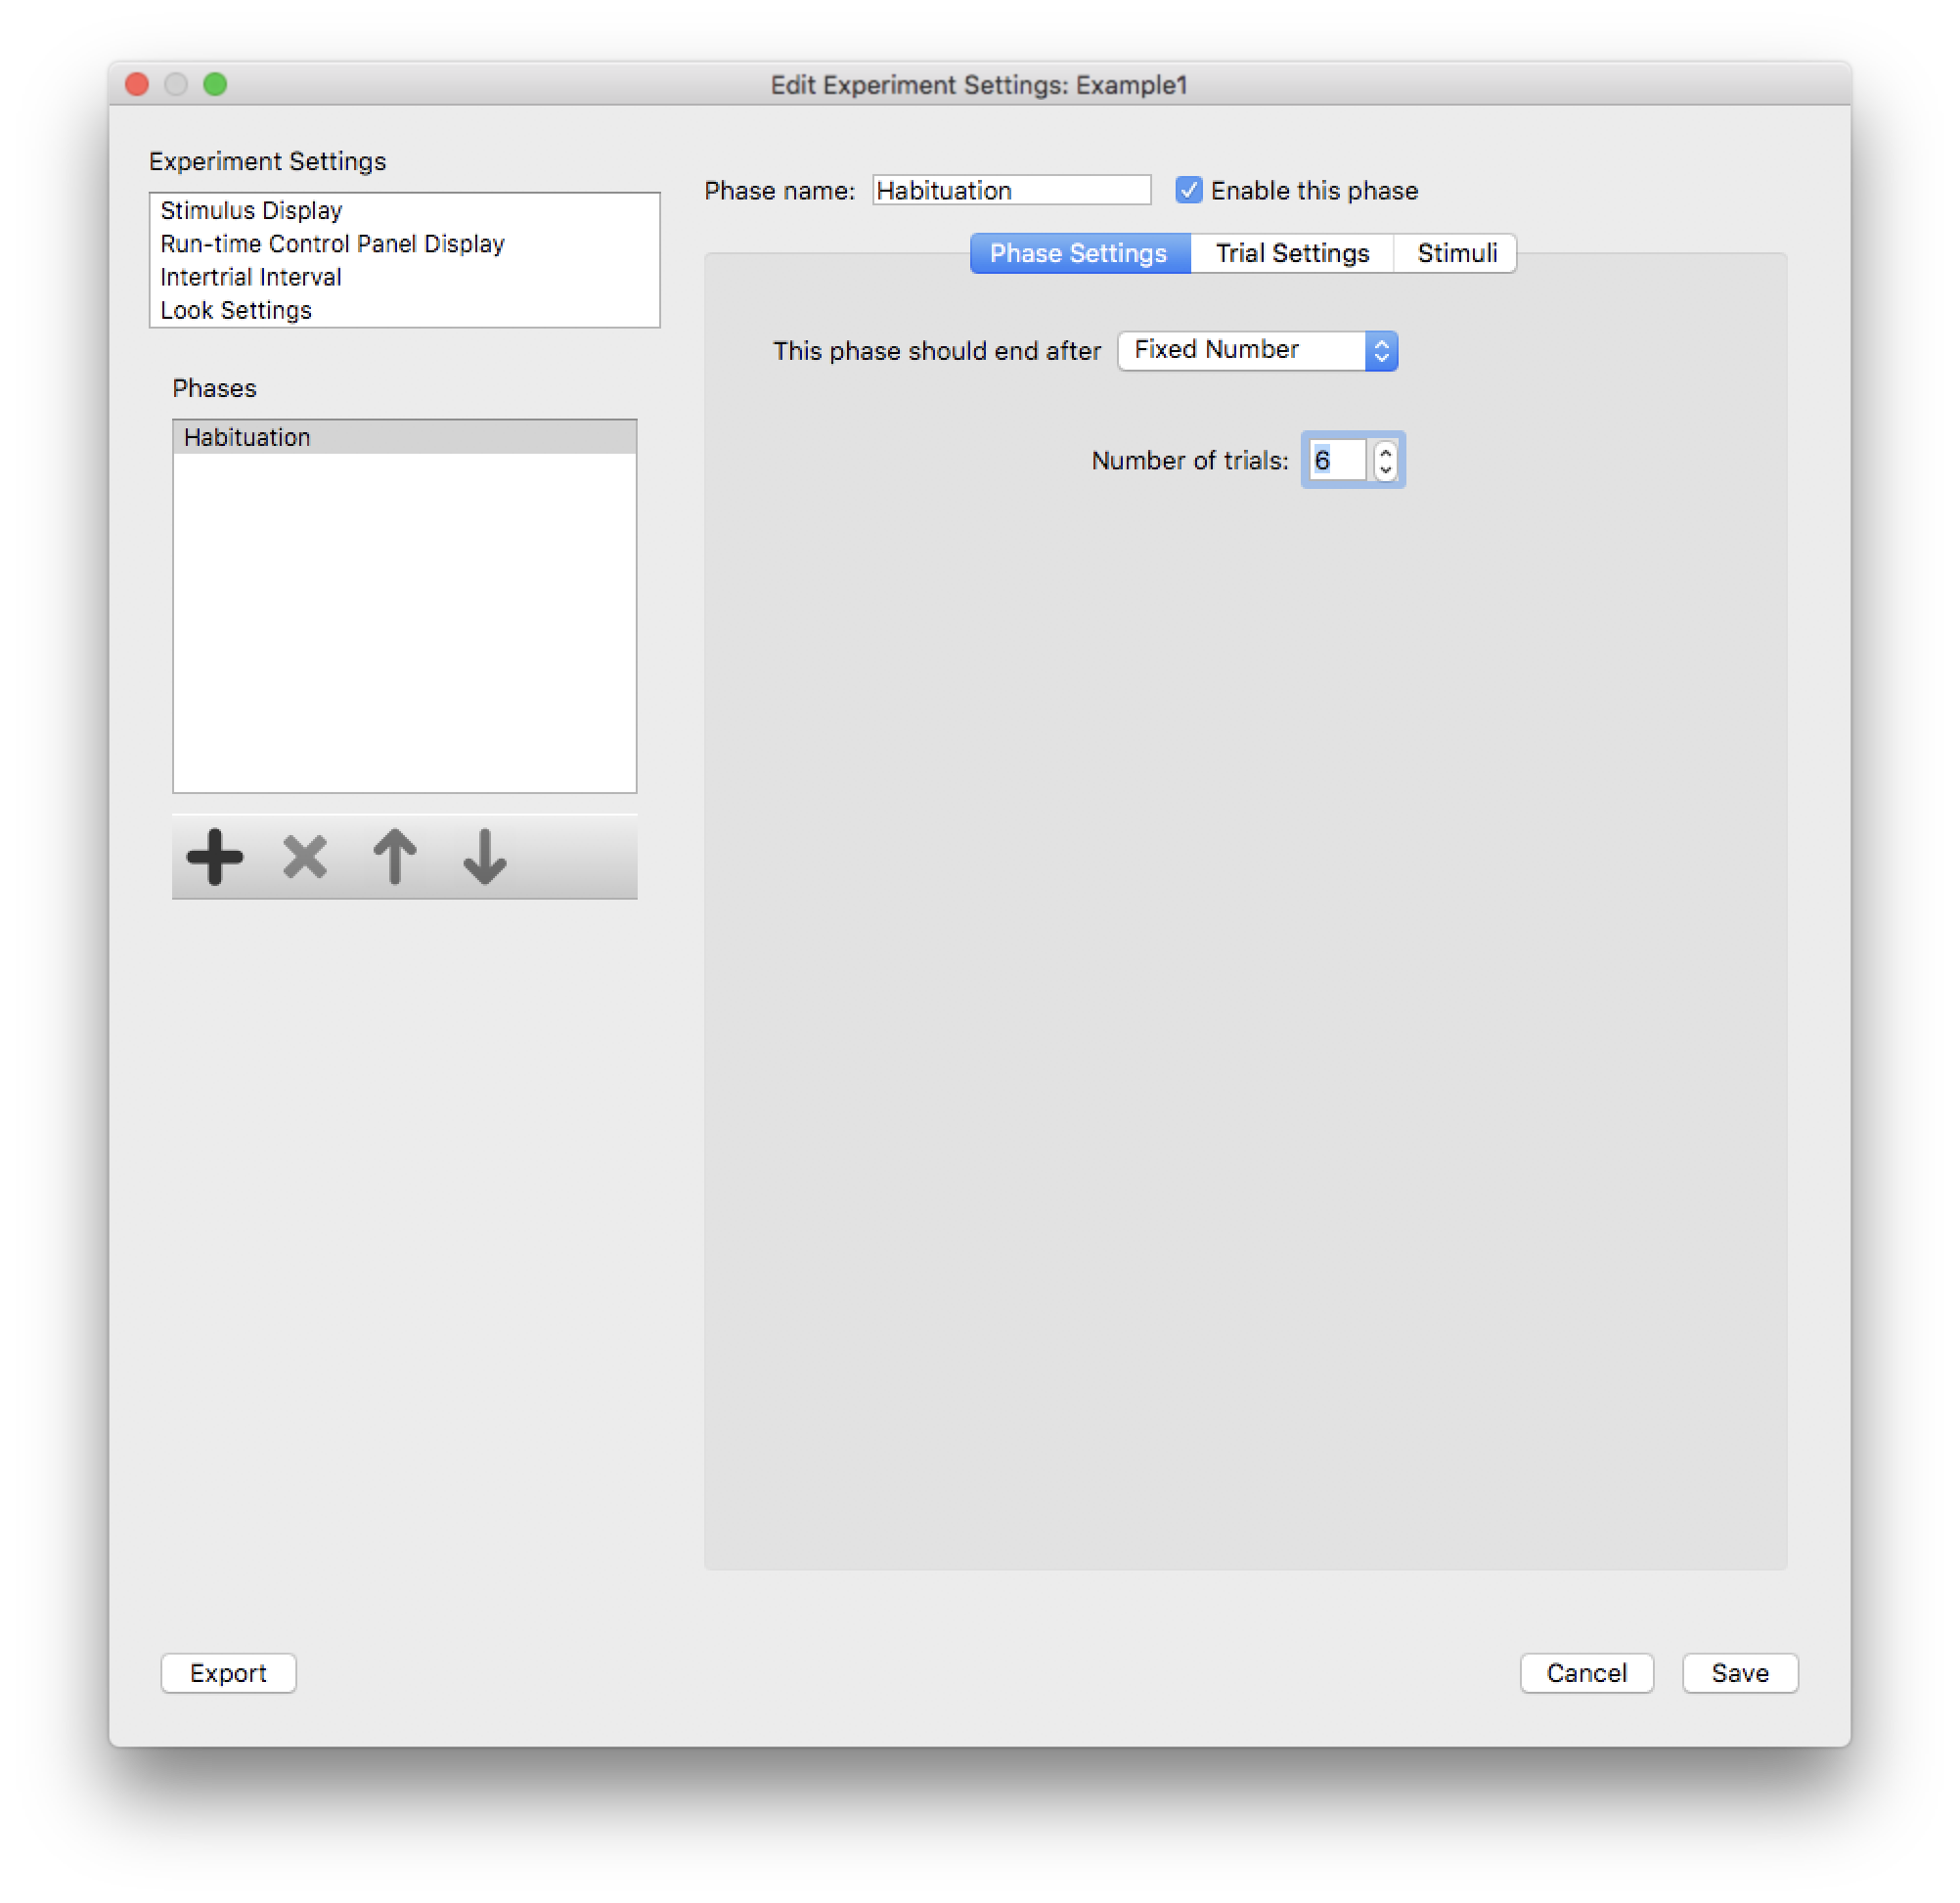 Edit Experiment Settings: Example1
Experiment Settings
Stimulus Display
Run-time Control Panel Display
Intertrial Interval
Look Settings
Phases
Habituation
Phase name: Habituation Enable this phase
Phase Settings Trial Settings Stimuli
This phase should end after Fixed Number
Number of trials: 6
Export Cancel Save